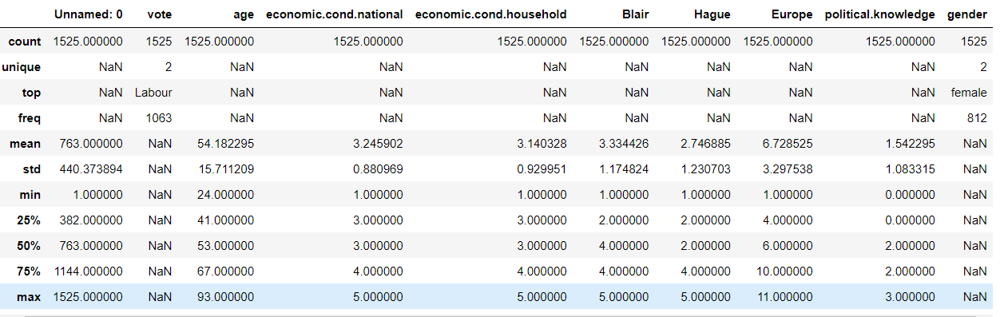 Unnamed: 0 vote age economic.cond.national economic.cond.household Blair Hague Europe political.knowledge gender
count 1525.000000 1525 1525.000000 1525.000000 1525.000000 1525.000000 1525.000000 1525.000000 1525.000000 1525
unique NaN 2 NaN NaN NaN NaN NaN NaN NaN 2
top NaN Labour NaN NaN NaN NaN NaN NaN NaN female
freq NaN 1063 NaN NaN NaN NaN NaN NaN NaN 812
mean 763.000000 NaN 54.182295 3.245902 3.140328 3.334426 2.746885 6.728525 1.542295 NaN
std 440.373894 NaN 15.711209 0.880969 0.929951 1.174824 1.230703 3.297538 1.083315 NaN
min 1.000000 NaN 24.000000 1.000000 1.000000 1.000000 1.000000 1.000000 0.000000 NaN
25% 382.000000 NaN 41.000000 3.000000 3.000000 2.000000 2.000000 4.000000 0.000000 NaN
50% 763.000000 NaN 53.000000 3.000000 3.000000 4.000000 2.000000 6.000000 2.000000 NaN
75% 1144.000000 NaN 67.000000 4.000000 4.000000 4.000000 4.000000 10.000000 2.000000 NaN
max 1525.000000 NaN 93.000000 5.000000 5.000000 5.000000 5.000000 11.000000 3.000000 NaN